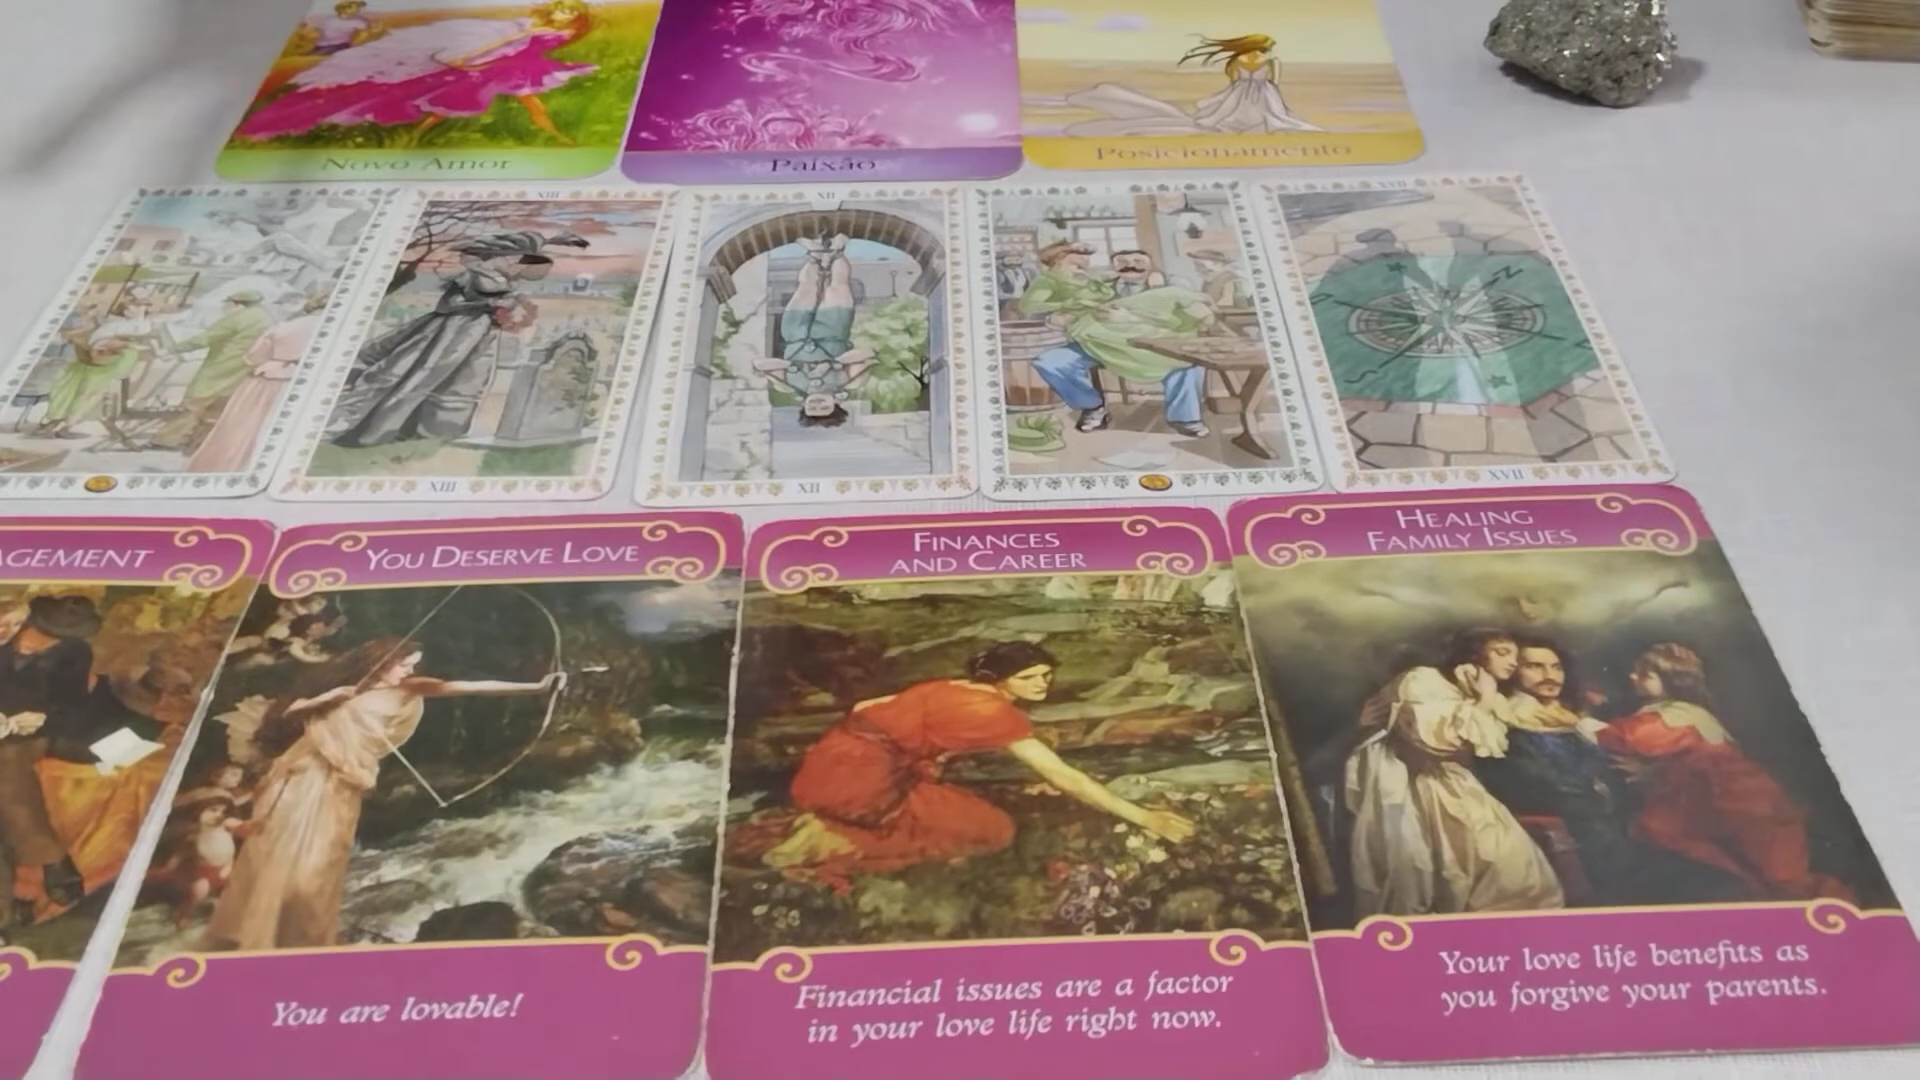 Novo Amor
Paixão
Posicionamento
XIII
XII
XVII
XIII
XII
XVII
AGEMENT
YOU DESERVE LOVE
FINANCES
AND CAREER
HEALING
FAMILY ISSUES
You are lovable!
Financial issues are a factor
in your love life right now.
Your love life benefits as
you forgive your parents.